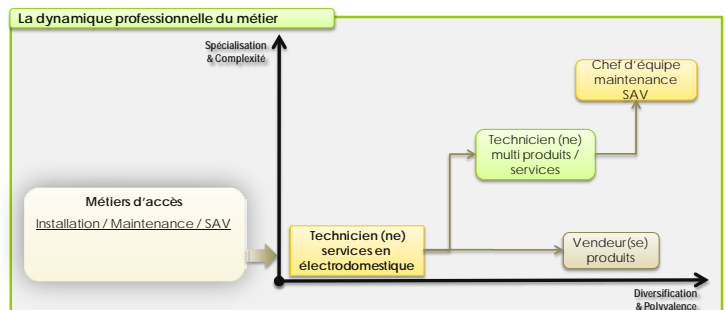 La dynamique professionnelle du métier
Spécialisation
& Complexité
Chef d'équipe
maintenance
SAV
Technicien (ne)
multi produits /
services
Métiers d'accès
Installation / Maintenance / SAV
Technicien (ne)
services en
électrodomestique
Vendeur(se)
produits
Diversification
& Polyvalence